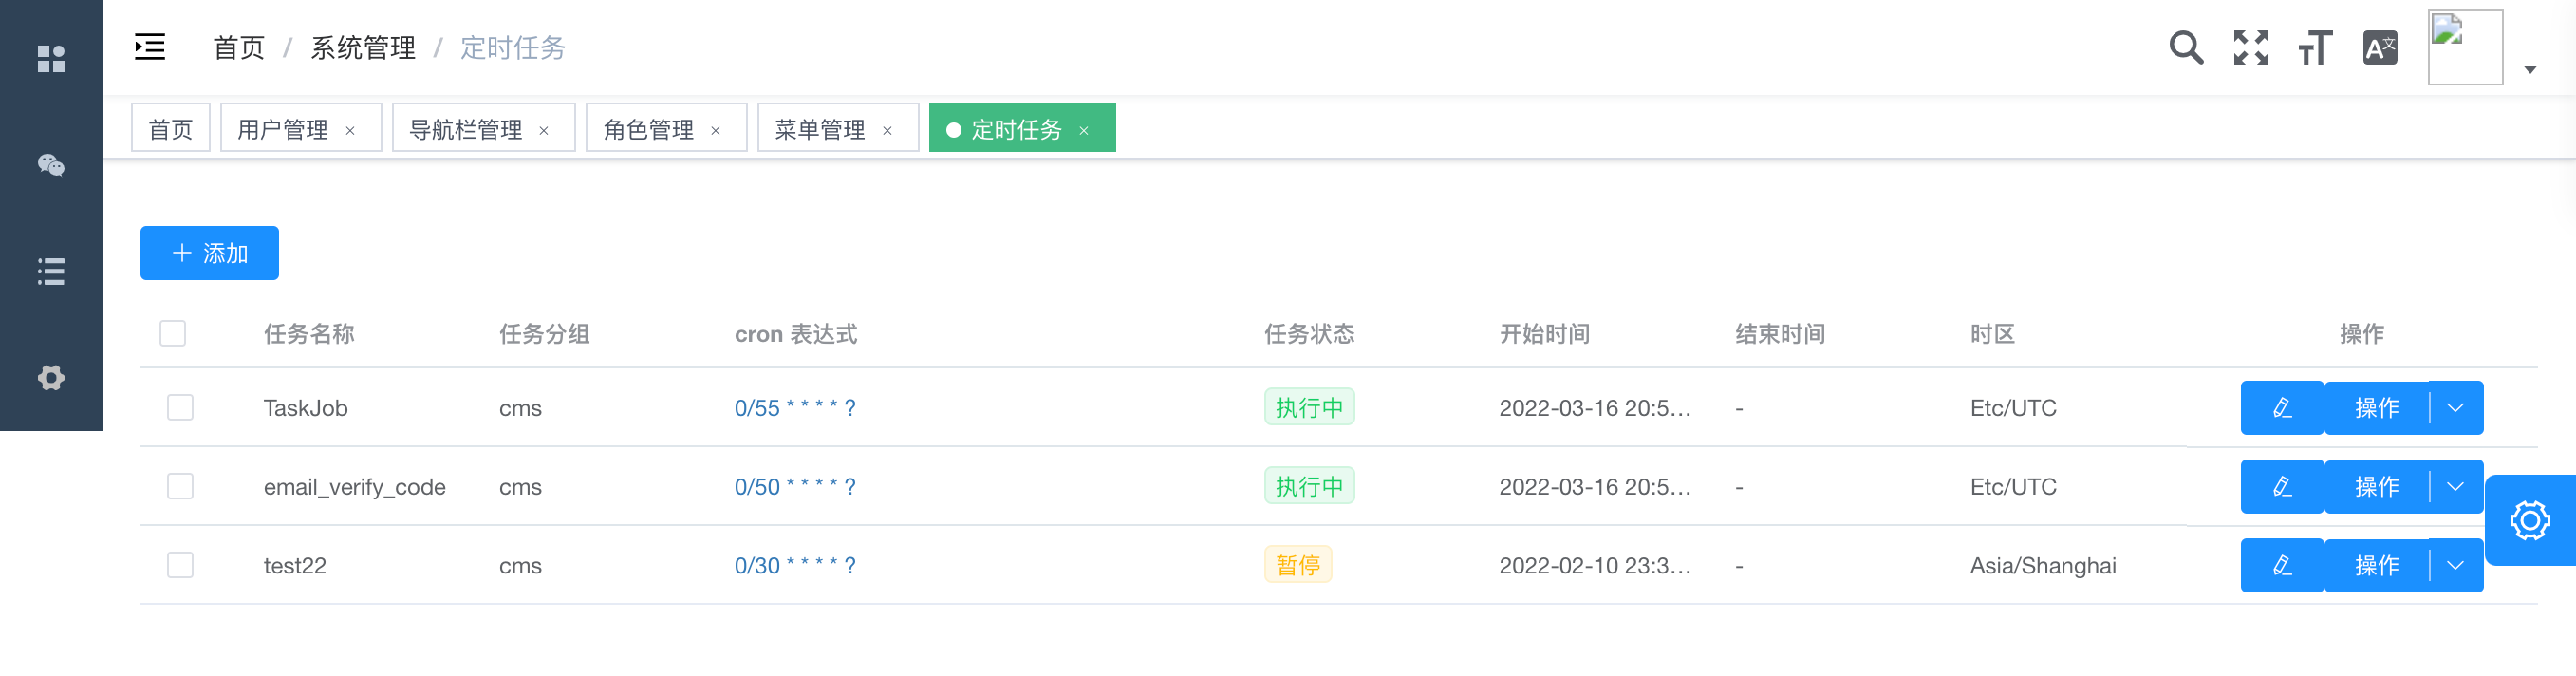 首页 / 系统管理 / 定时任务
首页 用户管理 × 导航栏管理 × 角色管理 × 菜单管理 × 定时任务 ×
+ 添加
任务名称 任务分组 cron 表达式 任务状态 开始时间 结束时间 时区 操作
TaskJob cms 0/55 * * * * ? 执行中 2022-03-16 20:5... - Etc/UTC 操作
email_verify_code cms 0/50 * * * * ? 执行中 2022-03-16 20:5... - Etc/UTC 操作
test22 cms 0/30 * * * * ? 暂停 2022-02-10 23:3... - Asia/Shanghai 操作